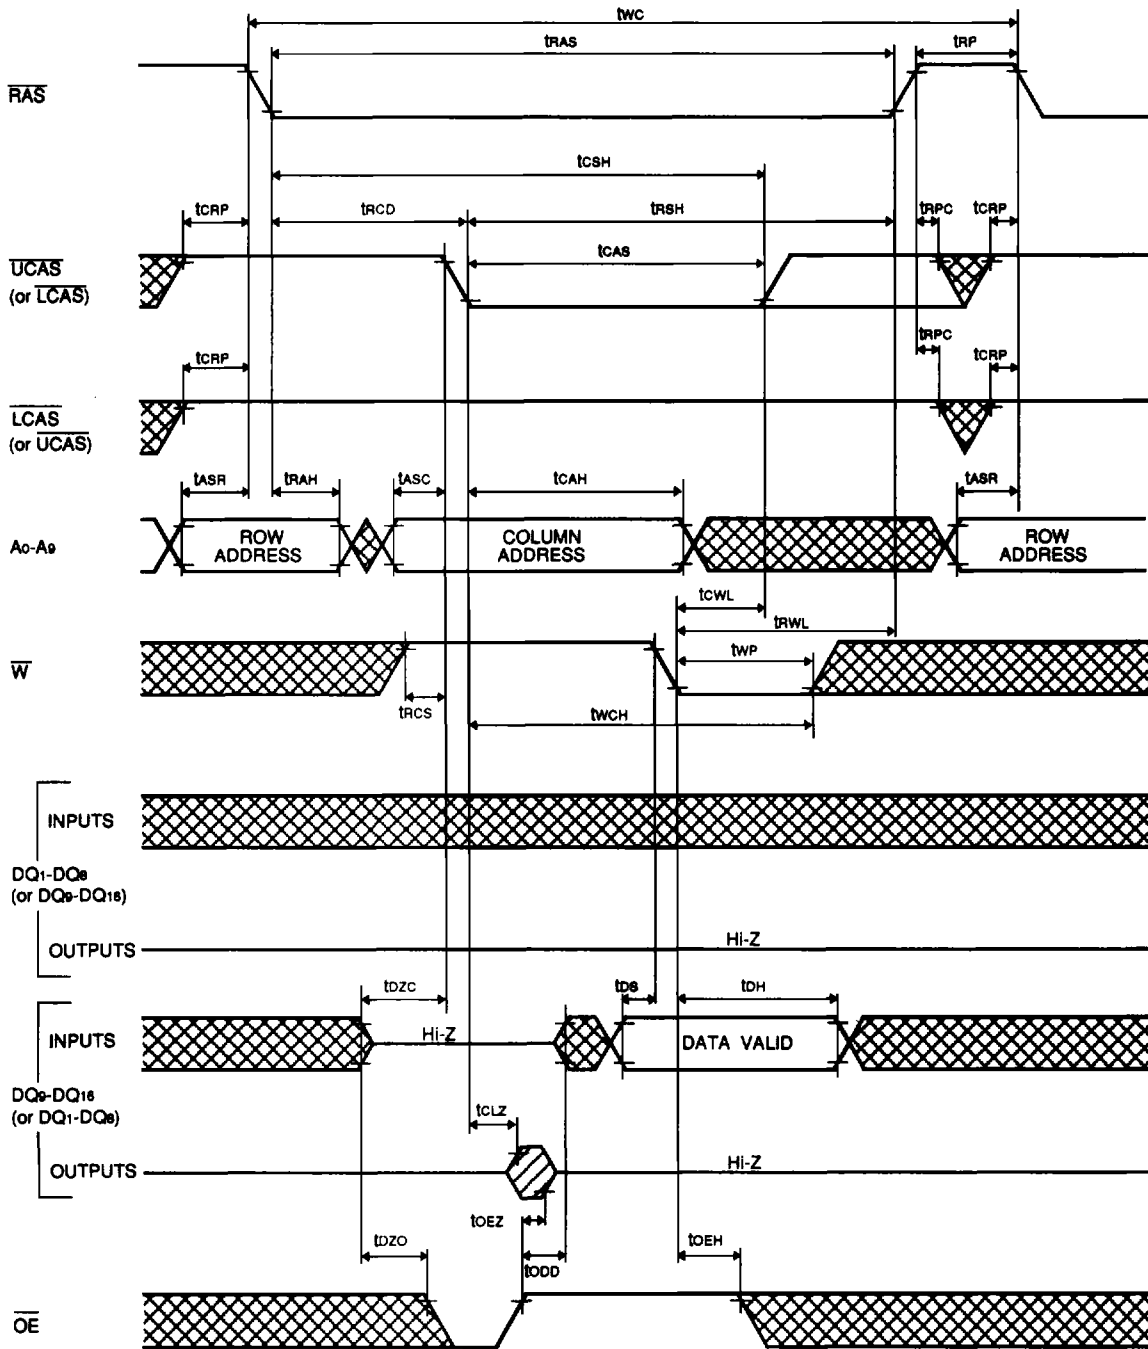 tWC
tRAS
tRP
RAS
tCSH
tCRP
tRCD
tRSH
tRPC
tCRP
UCAS
(or LCAS)
tCAS
tRPC
tCRP
tCRP
LCAS
(or UCAS)
tASR
tRAH
tASC
tCAH
tASR
A0-A9
ROW
ADDRESS
COLUMN
ADDRESS
ROW
ADDRESS
tCWL
tRWL
W
tWP
tRCS
tWCH
INPUTS
DQ1-DQ8
(or DQ9-DQ16)
OUTPUTS
Hi-Z
tDZC
tDS
tDH
INPUTS
Hi-Z
DATA VALID
DQ9-DQ16
(or DQ1-DQ8)
tCLZ
OUTPUTS
Hi-Z
tOEZ
tDZO
tODD
tOEH
OE